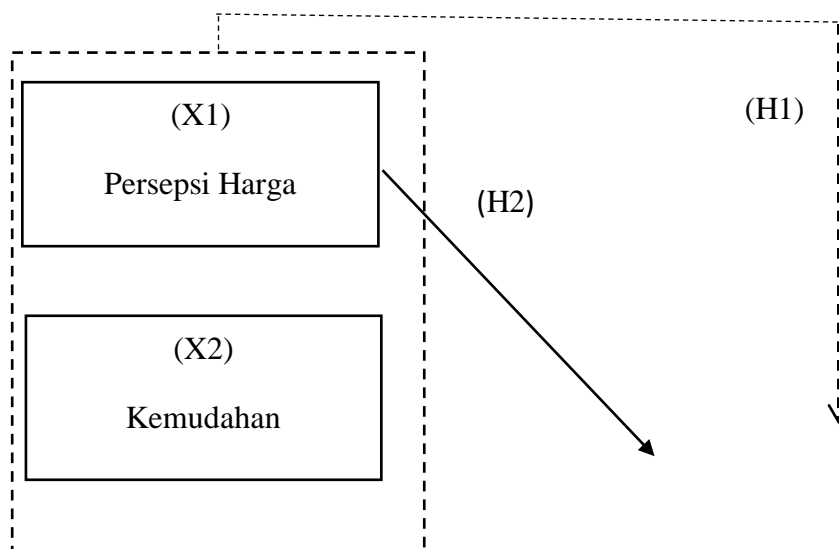 (X1)
Persepsi Harga
(H1)
(H2)
(X2)
Kemudahan